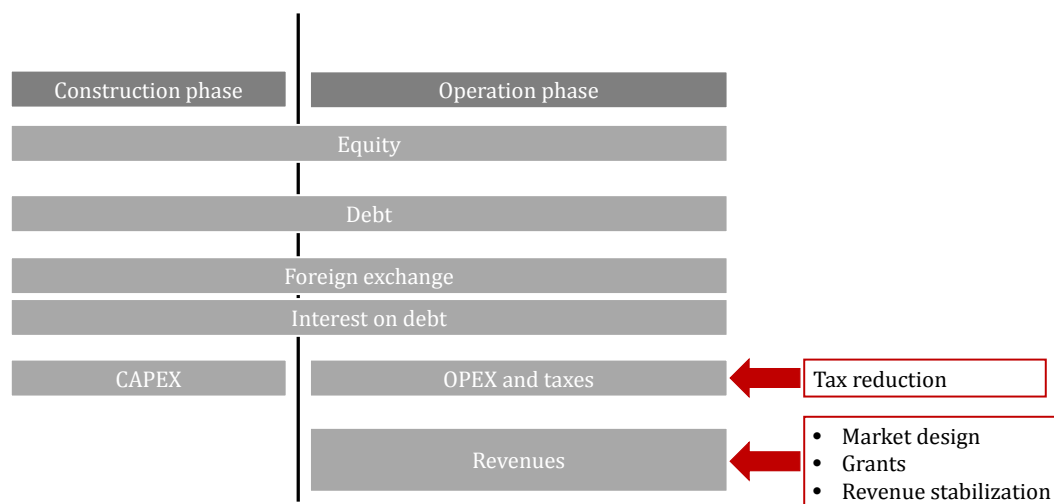 Construction phase
Operation phase
Equity
Debt
Foreign exchange
Interest on debt
CAPEX
OPEX and taxes
Tax reduction
Revenues
• Market design
• Grants
• Revenue stabilization